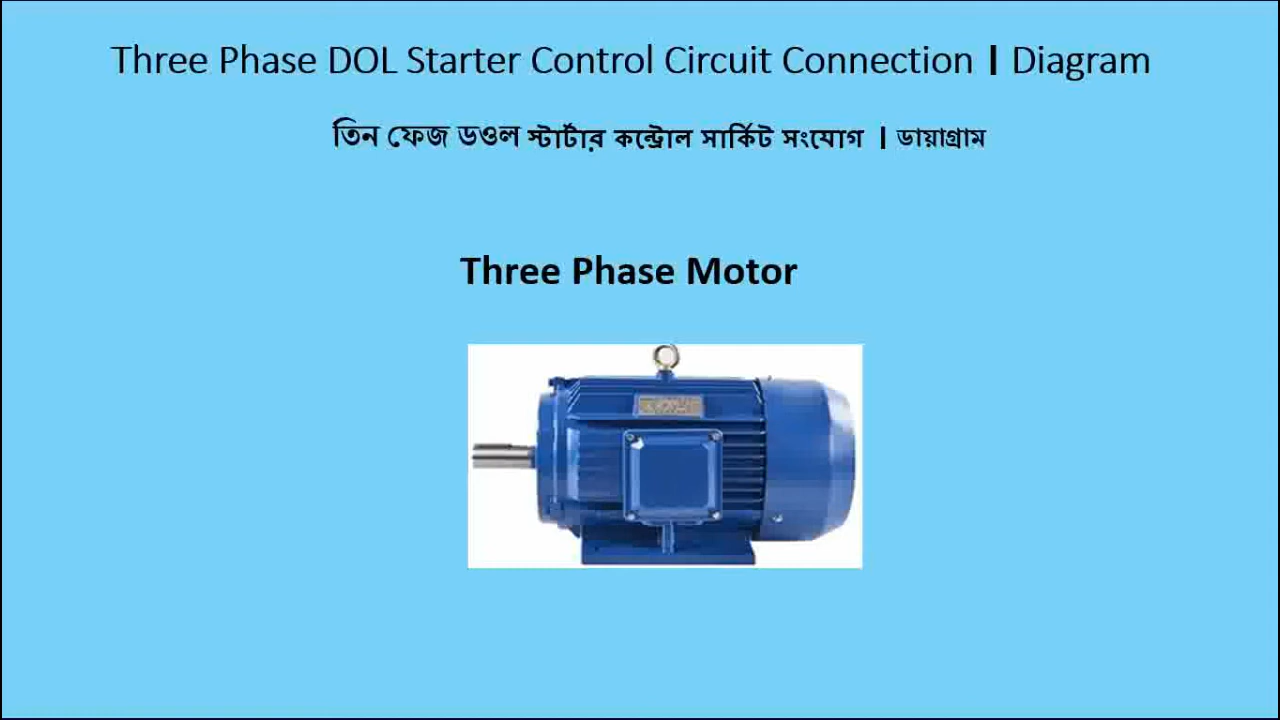 Three Phase DOL Starter Control Circuit Connection । Diagram
তিন ফেজ ডওল স্টার্টার কন্ট্রোল সার্কিট সংযোগ । ডায়াগ্রাম
Three Phase Motor